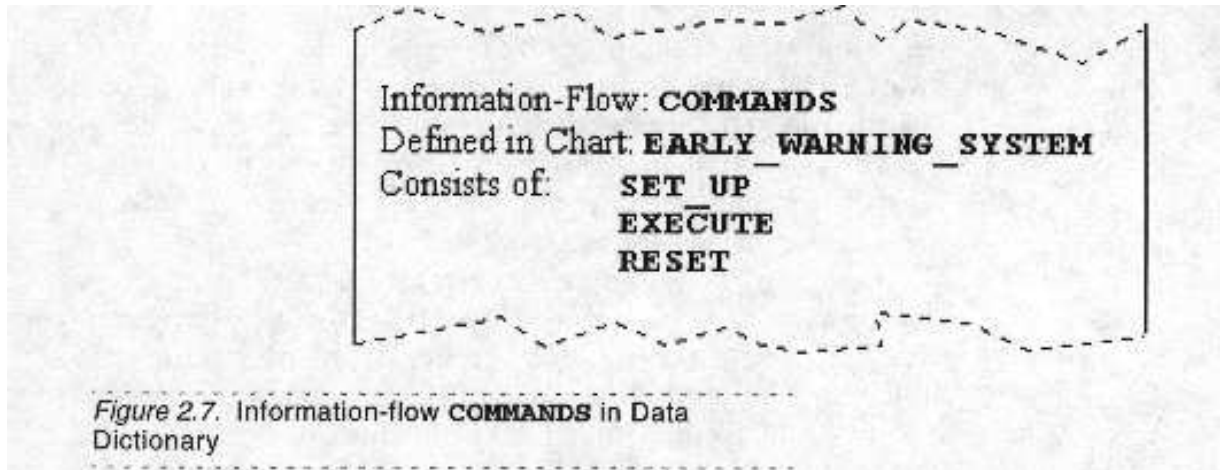 Information-Flow: COMMANDS
Defined in Chart: EARLY_WARNING_SYSTEM
Consists of: SET_UP
EXECUTE
RESET
Figure 2.7. Information-flow COMMANDS in Data
Dictionary